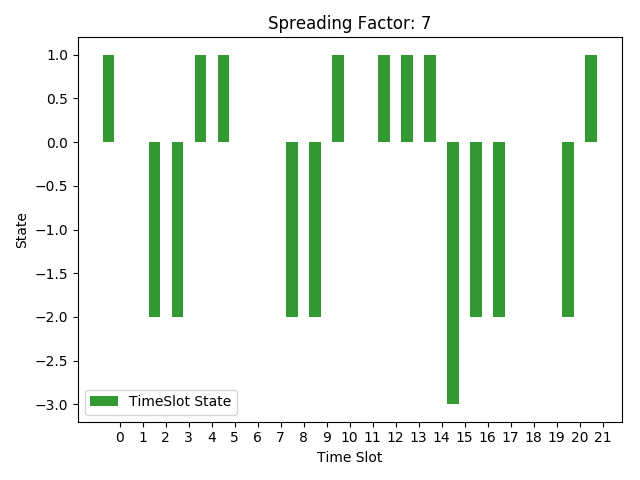 Spreading Factor: 7
State
1.0
0.5
0.0
−0.5
−1.0
−1.5
−2.0
−2.5
−3.0
TimeSlot State
0 1 2 3 4 5 6 7 8 9 10 11 12 13 14 15 16 17 18 19 20 21
Time Slot